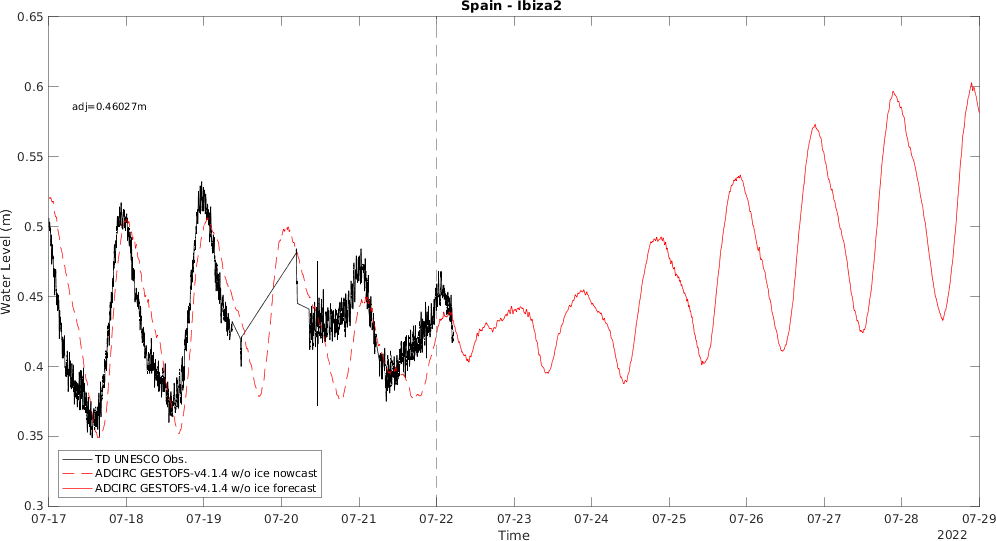 Spain - Ibiza2
0.65
0.6
0.55
0.5
0.45
0.4
0.35
0.3
Water Level (m)
adj=0.46027m
TD UNESCO Obs.
ADCIRC GESTOFS-v4.1.4 w/o ice nowcast
ADCIRC GESTOFS-v4.1.4 w/o ice forecast
07-17 07-18 07-19 07-20 07-21 07-22 07-23 07-24 07-25 07-26 07-27 07-28 07-29
Time
2022